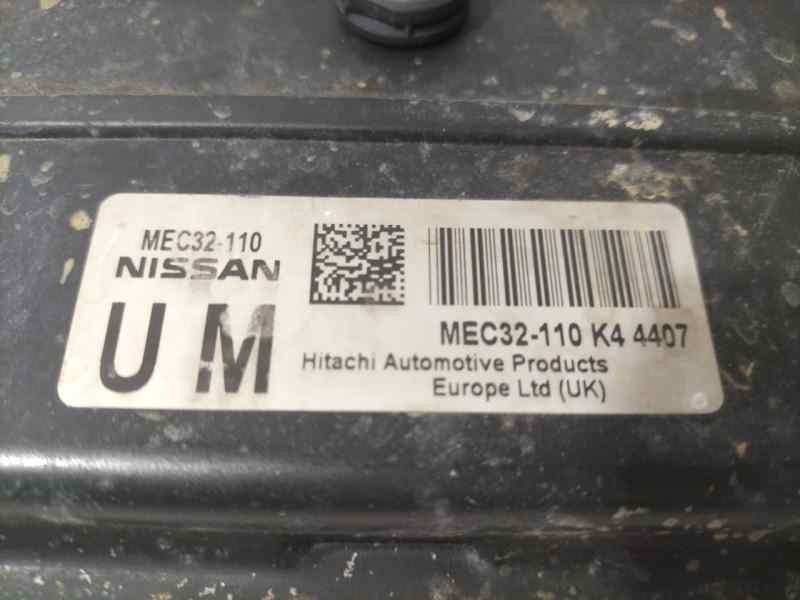 MEC32-110
NISSAN
U M
MEC32-110 K4 4407
Hitachi Automotive Products
Europe Ltd (UK)